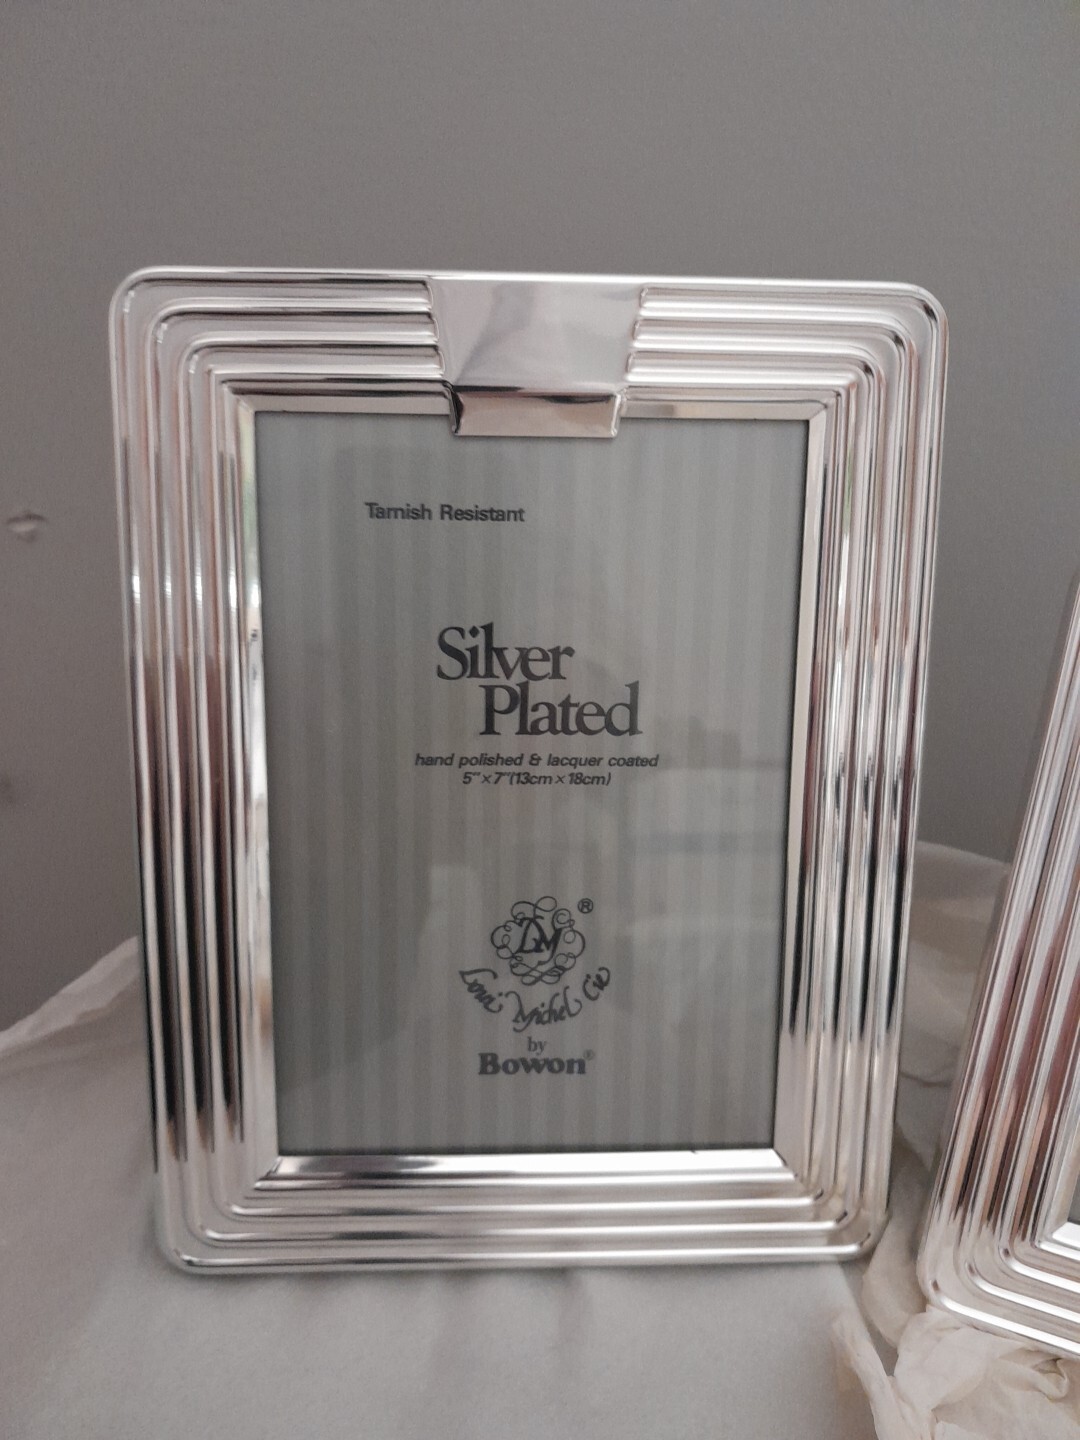 Tarnish Resistant
Silver
Plated
hand polished & lacquer coated
5"×7"(13cm×18cm)
LM ®
Loui Michel Cie
by
Bowon®